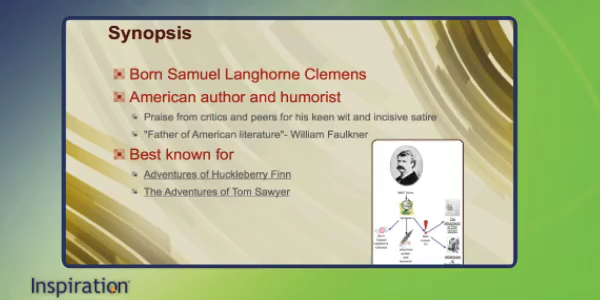 Synopsis
Born Samuel Langhorne Clemens
American author and humorist
Praise from critics and peers for his keen wit and incisive satire
"Father of American literature"- William Faulkner
Best known for
Adventures of Huckleberry Finn
The Adventures of Tom Sawyer
Inspiration